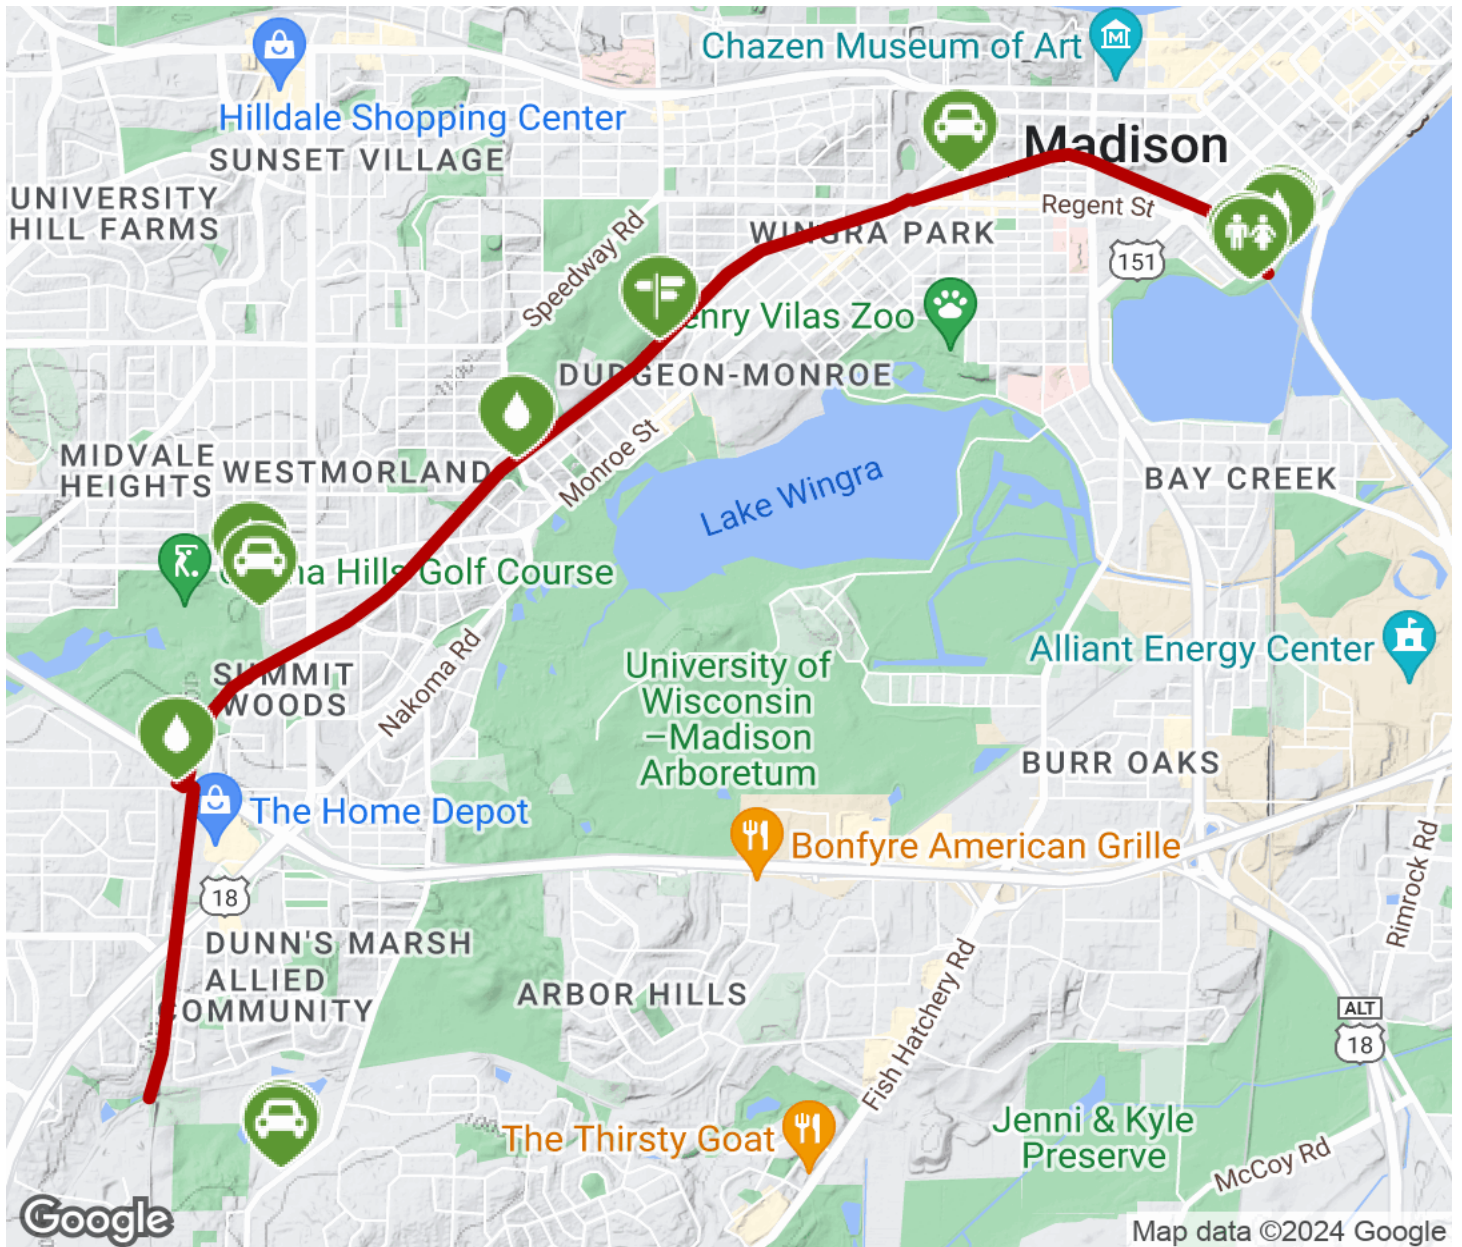 Chazen Museum of Art
M
Hilldale Shopping Center
SUNSET VILLAGE
Madison
UNIVERSITY
HILL FARMS
Regent St
WINGRA PARK
151
Speedway Rd
enry Vilas Zoo
DUDGEON-MONROE
MIDVALE
HEIGHTS
WESTMORLAND
Monroe St
BAY CREEK
Lake Wingra
na Hills Golf Course
Alliant Energy Center
SUMMIT
WOODS
Nakoma Rd
University of
Wisconsin
–Madison
Arboretum
BURR OAKS
The Home Depot
Bonfyre American Grille
Rimrock Rd
18
DUNN'S MARSH
ALLIED
COMMUNITY
ARBOR HILLS
Fish Hatchery Rd
ALT
18
The Thirsty Goat
Jenni & Kyle
Preserve
McCoy Rd
Google
Map data ©2024 Google